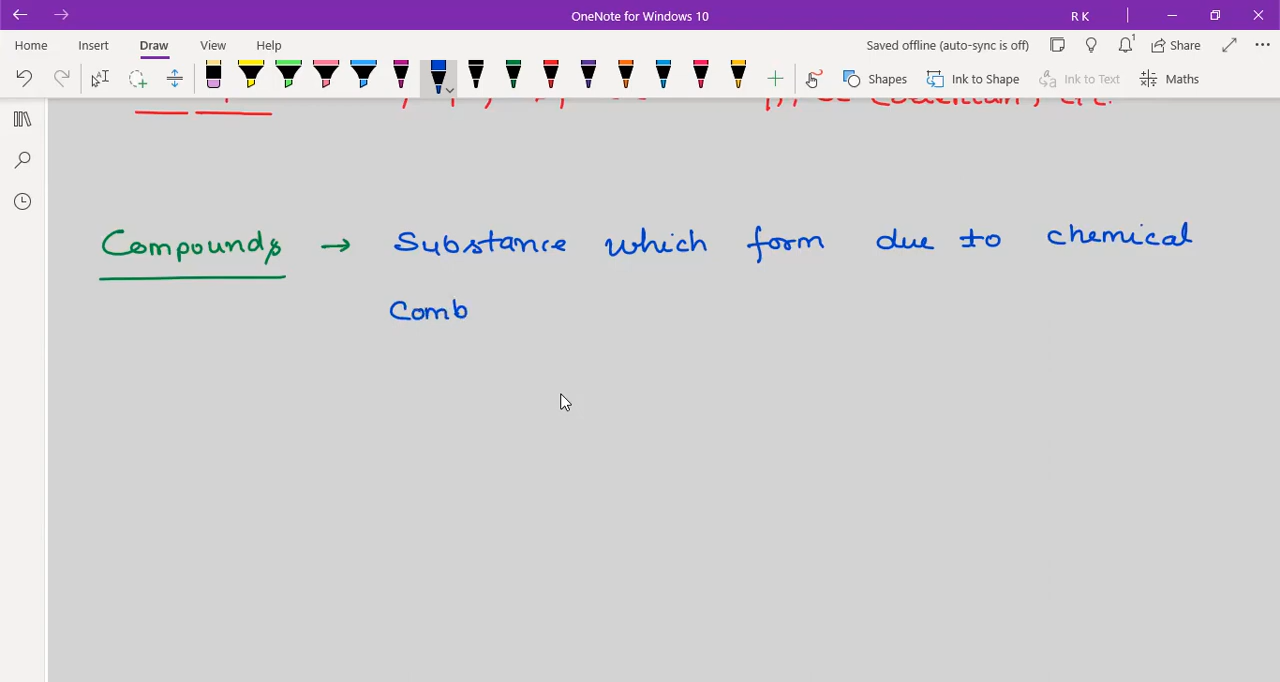 OneNote for Windows 10
R K
Home Insert Draw View Help
Saved offline (auto-sync is off)
1
Share
Shapes
Ink to Shape
Ink to Text
Maths
Compounds → Substance which form due to chemical
Comb